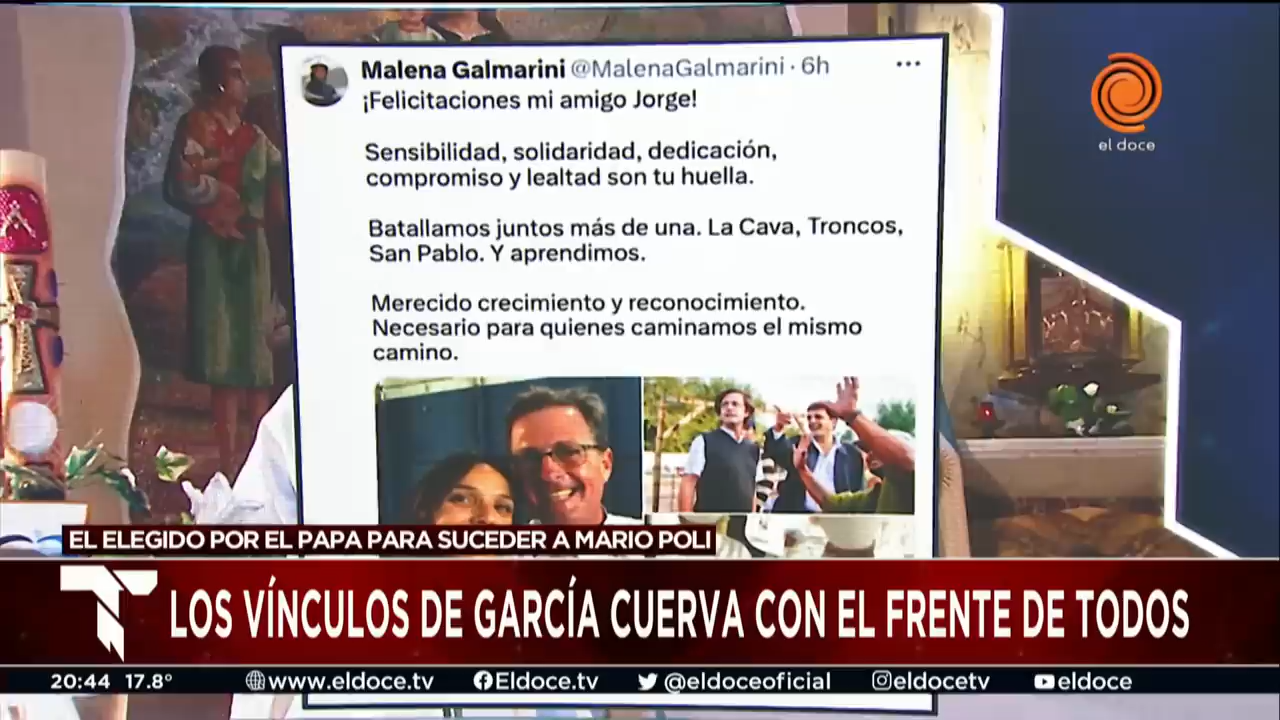 Malena Galmarini @MalenaGalmarini · 6h
¡Felicitaciones mi amigo Jorge!
Sensibilidad, solidaridad, dedicación,
compromiso y lealtad son tu huella.
Batallamos juntos más de una. La Cava, Troncos,
San Pablo. Y aprendimos.
Merecido crecimiento y reconocimiento.
Necesario para quienes caminamos el mismo
camino.
el doce
EL ELEGIDO POR EL PAPA PARA SUCEDER A MARIO POLI
LOS VÍNCULOS DE GARCÍA CUERVA CON EL FRENTE DE TODOS
20:44 17.8° www.eldoce.tv Eldoce.tv @eldoceoficial eldocetv eldoce